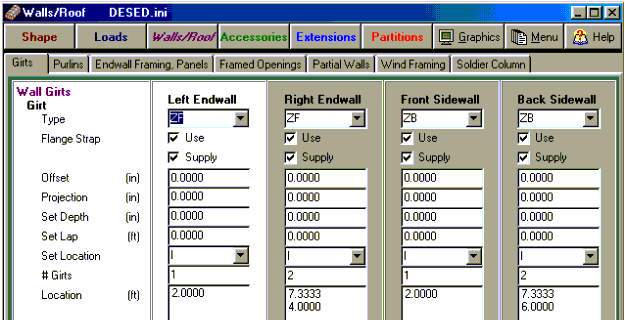 Walls/Roof DESED.ini
Shape Loads Walls/Roof Accessories Extensions Partitions Graphics Menu Help
Girts Purlins Endwall Framing, Panels Framed Openings Partial Walls Wind Framing Soldier Column
Wall Girts
Girt Left Endwall Right Endwall Front Sidewall Back Sidewall
Type ZF ZF ZB ZB
Flange Strap Use Use Use Use
Supply Supply Supply Supply
Offset (in) 0.0000 0.0000 0.0000 0.0000
Projection (in) 0.0000 0.0000 0.0000 0.0000
Set Depth (in) 0.0000 0.0000 0.0000 0.0000
Set Lap (ft) 0.0000 0.0000 0.0000 0.0000
Set Location I I I I
# Girts 1 2 1 2
Location (ft) 2.0000 7.3333 2.0000 7.3333
4.0000 6.0000